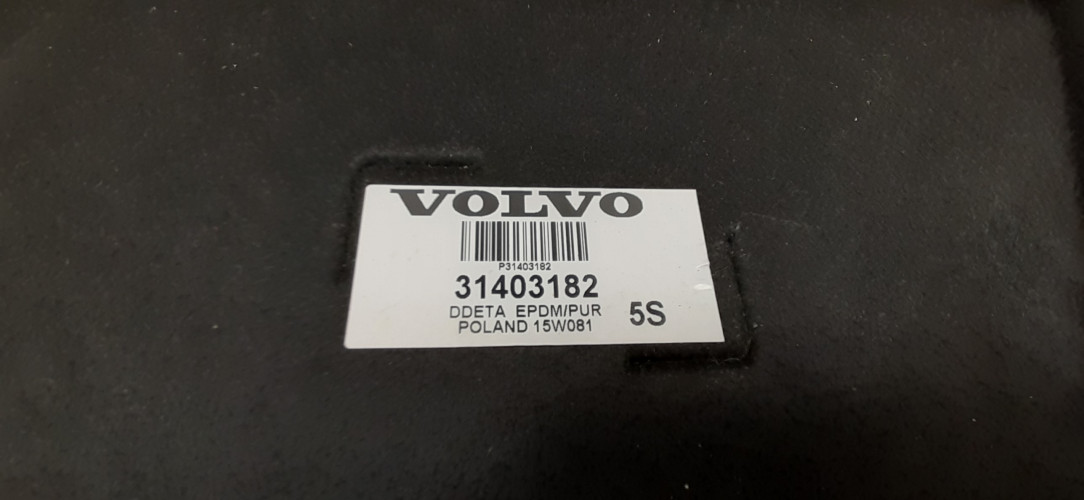 VOLVO
P31403182
31403182
DDETA EPDM/PUR
POLAND 15W081
5S